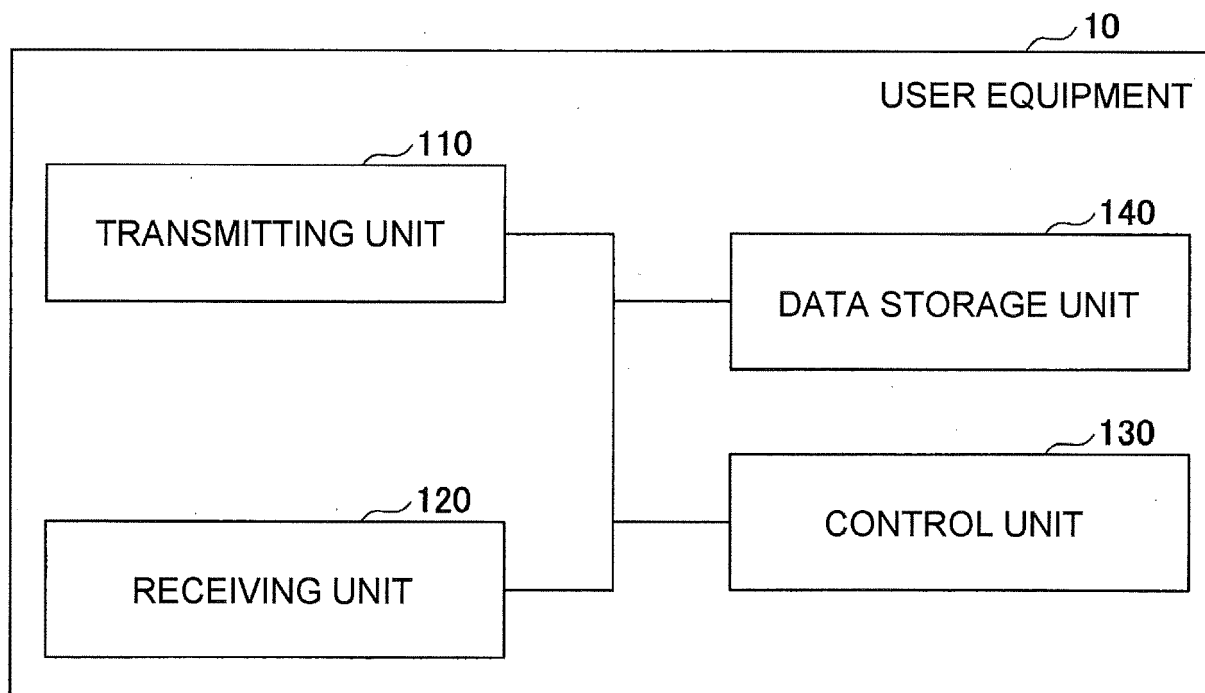 10
USER EQUIPMENT
110
TRANSMITTING UNIT
140
DATA STORAGE UNIT
130
CONTROL UNIT
120
RECEIVING UNIT